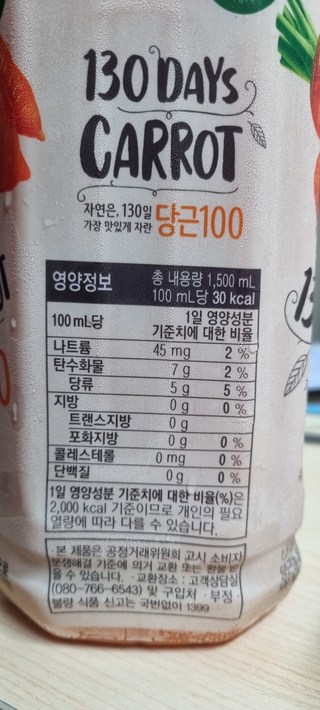 130 DAYS
CARROT
자연은, 130일
가장 맛있게 자란
당근100
영양정보
총 내용량 1,500 mL
100 mL당 30 kcal
100 mL당
1일 영양성분
기준치에 대한 비율
나트륨 45 mg 2 %
탄수화물 7 g 2 %
당류 5 g 5 %
지방 0 g 0 %
트랜스지방 0 g
포화지방 0 g 0 %
콜레스테롤 0 mg 0 %
단백질 0 g 0 %
1일 영양성분 기준치에 대한 비율(%)은
2,000 kcal 기준이므로 개인의 필요
열량에 따라 다를 수 있습니다.
·본 제품은 공정거래위원회 고시 소비자
분쟁해결 기준에 의거 교환 또는 환불 받
을 수 있습니다. ·교환장소 : 고객상담실
(080-766-6543) 및 구입처 ·부정·
불량 식품 신고는 국번없이 1399